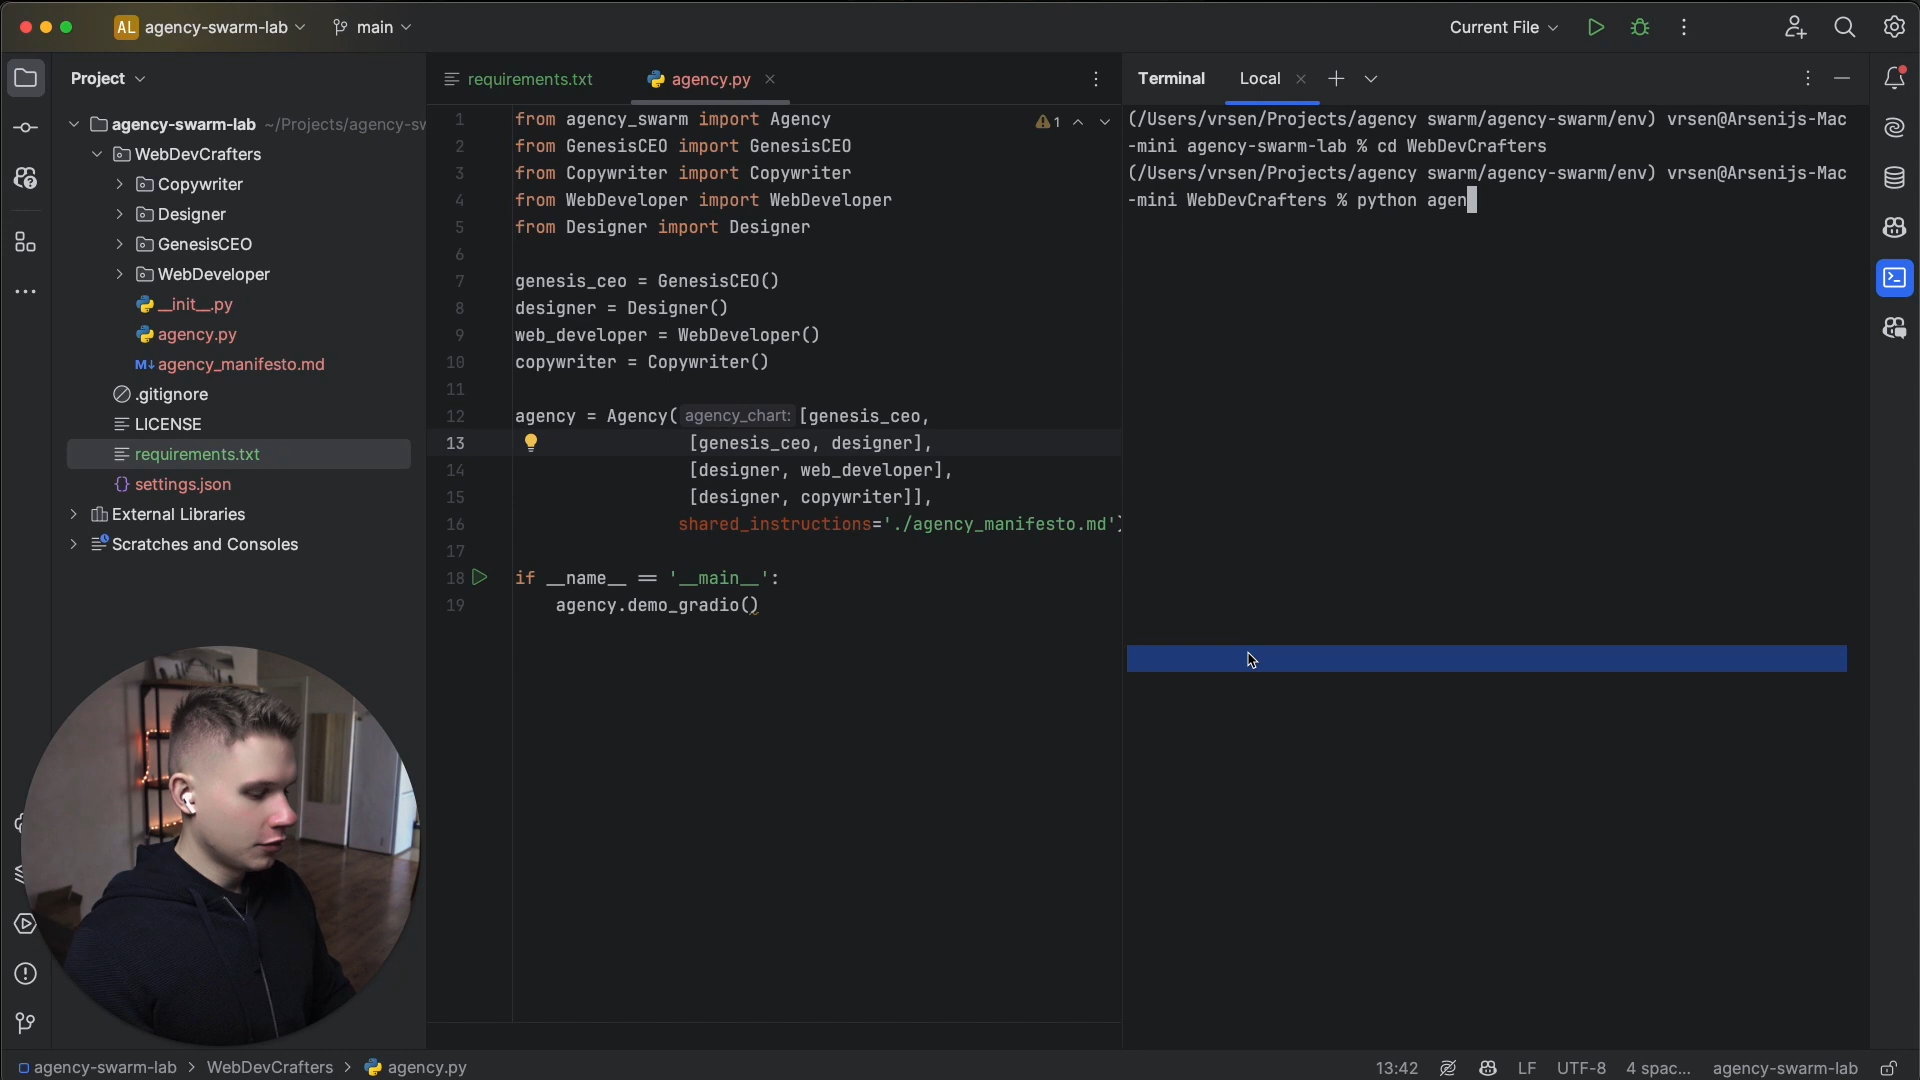 AL agency-swarm-lab main
Current File
Project
requirements.txt
agency.py
Terminal Local
agency-swarm-lab ~/Projects/agency-sw
WebDevCrafters
Copywriter
Designer
GenesisCEO
WebDeveloper
__init__.py
agency.py
M↓ agency_manifesto.md
.gitignore
LICENSE
requirements.txt
{} settings.json
External Libraries
Scratches and Consoles
1 from agency_swarm import Agency
2 from GenesisCEO import GenesisCEO
3 from Copywriter import Copywriter
4 from WebDeveloper import WebDeveloper
5 from Designer import Designer
6
7 genesis_ceo = GenesisCEO()
8 designer = Designer()
9 web_developer = WebDeveloper()
10 copywriter = Copywriter()
11
12 agency = Agency( agency_chart: [genesis_ceo,
13 [genesis_ceo, designer],
14 [designer, web_developer],
15 [designer, copywriter]],
16 shared_instructions='./agency_manifesto.md')
17
18 if __name__ == '__main__':
19 agency.demo_gradio()
1
(/Users/vrsen/Projects/agency swarm/agency-swarm/env) vrsen@Arsenijs-Mac
-mini agency-swarm-lab % cd WebDevCrafters
(/Users/vrsen/Projects/agency swarm/agency-swarm/env) vrsen@Arsenijs-Mac
-mini WebDevCrafters % python agen
agency-swarm-lab > WebDevCrafters > agency.py
13:42 LF UTF-8 4 spac... agency-swarm-lab